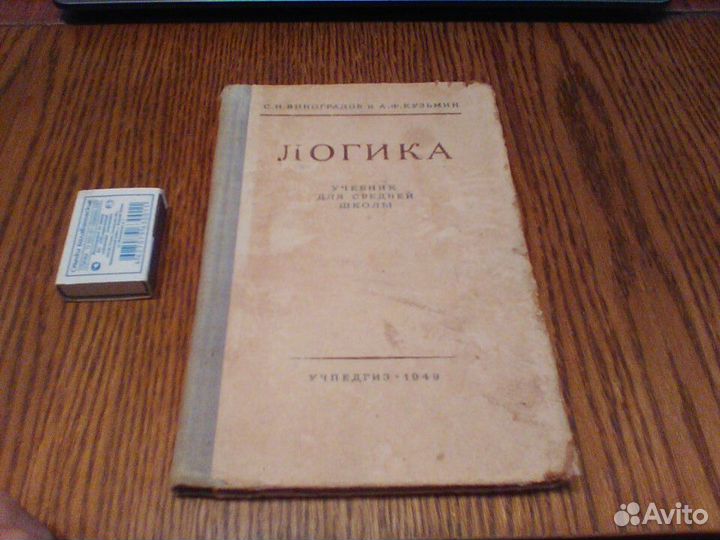 С.Н.ВИНОГРАДОВ и А.Ф.КУЗЬМИН
ЛОГИКА
УЧЕБНИК
ДЛЯ СРЕДНЕЙ
ШКОЛЫ
УЧПЕДГИЗ · 1949
Avito